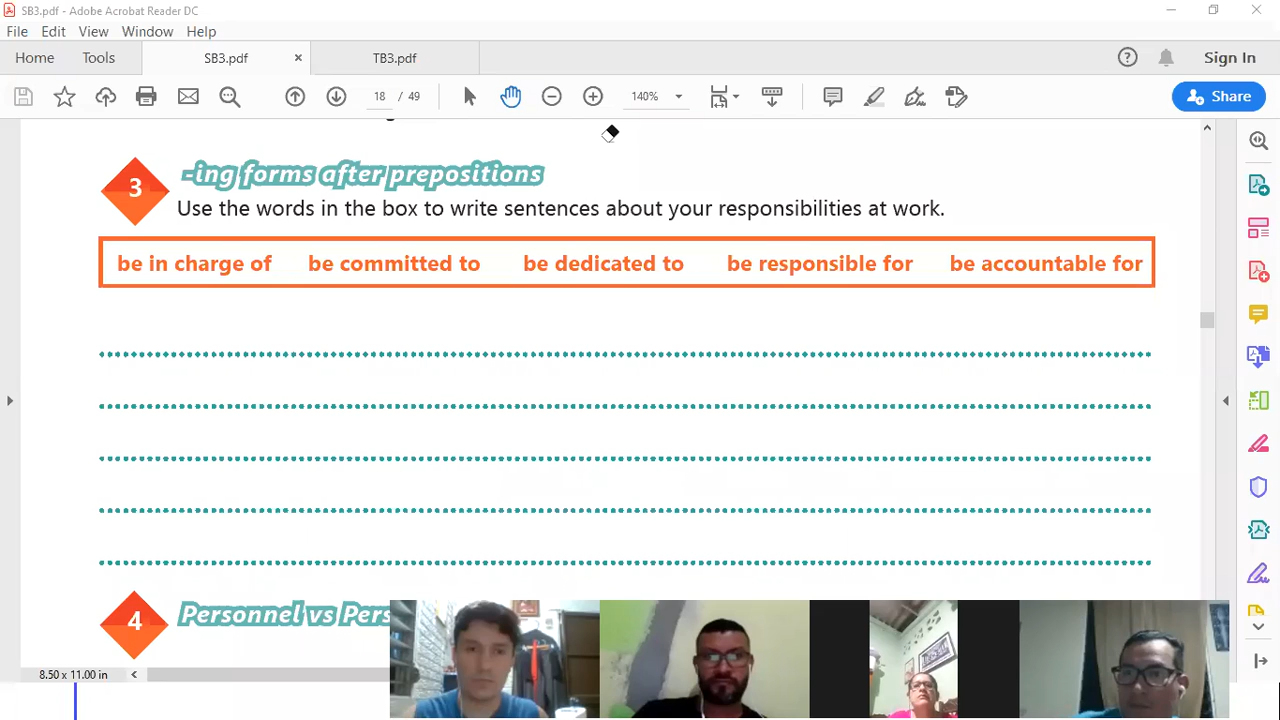 SB3.pdf - Adobe Acrobat Reader DC
File Edit View Window Help
Home Tools SB3.pdf × TB3.pdf Sign In
18 / 49 140% Share
3 -ing forms after prepositions
Use the words in the box to write sentences about your responsibilities at work.
be in charge of be committed to be dedicated to be responsible for be accountable for
4 Personnel vs Pers
8.50 x 11.00 in